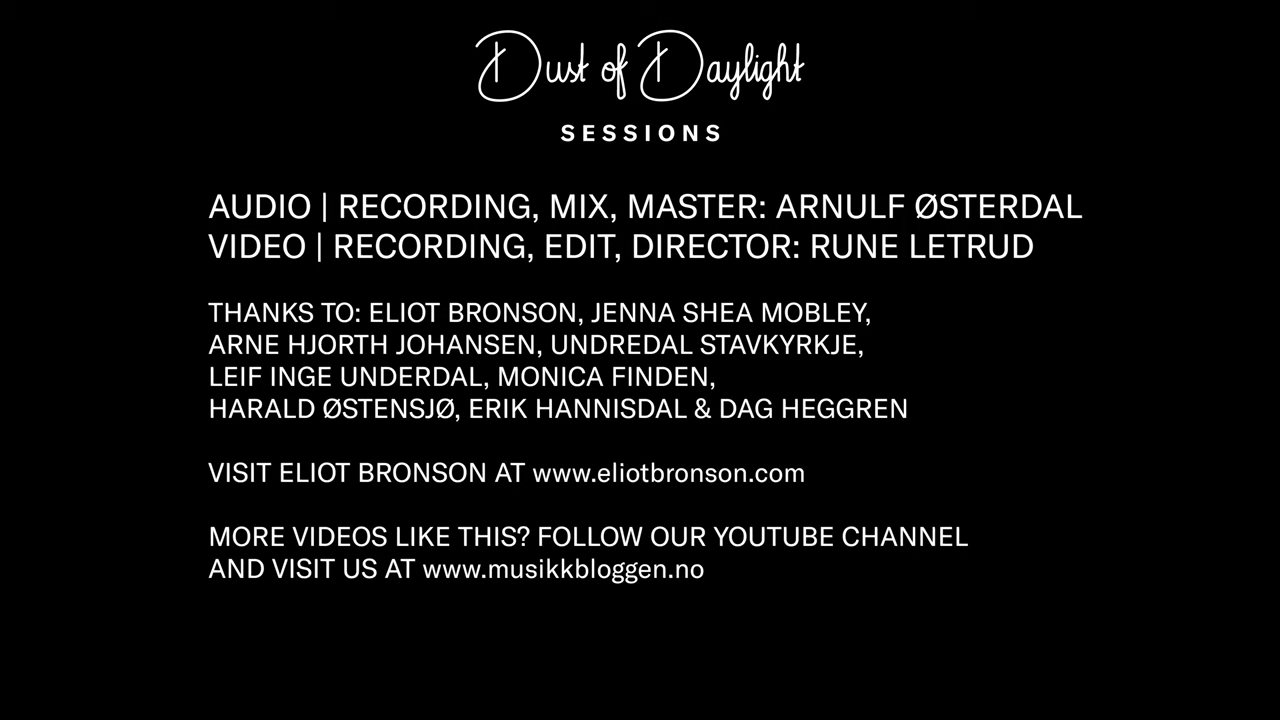 Dust of Daylight
SESSIONS
AUDIO | RECORDING, MIX, MASTER: ARNULF ØSTERDAL
VIDEO | RECORDING, EDIT, DIRECTOR: RUNE LETRUD
THANKS TO: ELIOT BRONSON, JENNA SHEA MOBLEY,
ARNE HJORTH JOHANSEN, UNDREDAL STAVKYRKJE,
LEIF INGE UNDERDAL, MONICA FINDEN,
HARALD ØSTENSJØ, ERIK HANNISDAL & DAG HEGGREN
VISIT ELIOT BRONSON AT www.eliotbronson.com
MORE VIDEOS LIKE THIS? FOLLOW OUR YOUTUBE CHANNEL
AND VISIT US AT www.musikkbloggen.no